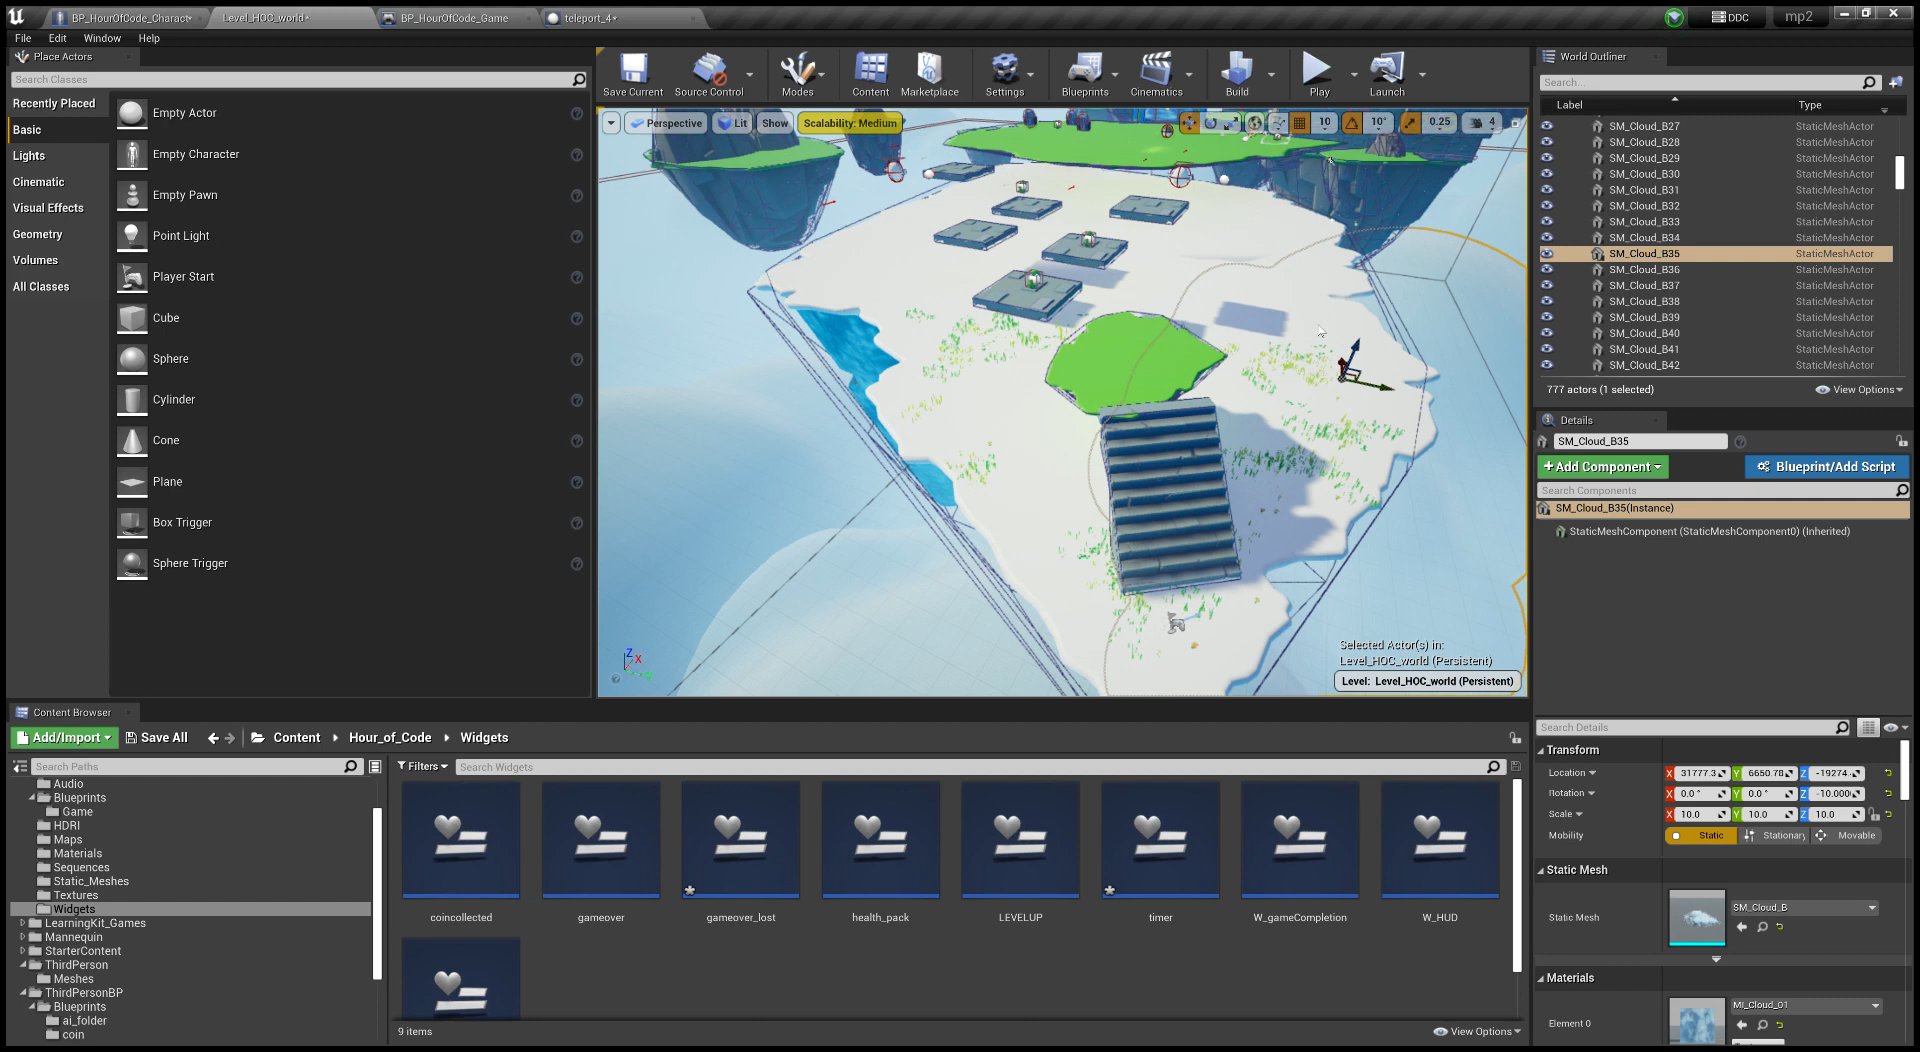 BP_HourOfCode_Charact
Level_HOC_world*
BP_HourOfCode_Game
teleport_4*
DDC
mp2
File
Edit
Window
Help
Place Actors
Search Classes
Recently Placed
Basic
Lights
Cinematic
Visual Effects
Geometry
Volumes
All Classes
Empty Actor
Empty Character
Empty Pawn
Point Light
Player Start
Cube
Sphere
Cylinder
Cone
Plane
Box Trigger
Sphere Trigger
Save Current
Source Control
Modes
Content
Marketplace
Settings
Blueprints
Cinematics
Build
Play
Launch
Perspective
Lit
Show
Scalability: Medium
10
10°
0.25
4
Z
X
Y
Selected Actor(s) in:
Level_HOC_world (Persistent)
Level: Level_HOC_world (Persistent)
World Outliner
Search...
Label
Type
SM_Cloud_B27 StaticMeshActor
SM_Cloud_B28 StaticMeshActor
SM_Cloud_B29 StaticMeshActor
SM_Cloud_B30 StaticMeshActor
SM_Cloud_B31 StaticMeshActor
SM_Cloud_B32 StaticMeshActor
SM_Cloud_B33 StaticMeshActor
SM_Cloud_B34 StaticMeshActor
SM_Cloud_B35 StaticMeshActor
SM_Cloud_B36 StaticMeshActor
SM_Cloud_B37 StaticMeshActor
SM_Cloud_B38 StaticMeshActor
SM_Cloud_B39 StaticMeshActor
SM_Cloud_B40 StaticMeshActor
SM_Cloud_B41 StaticMeshActor
SM_Cloud_B42 StaticMeshActor
777 actors (1 selected)
View Options
Details
SM_Cloud_B35
Add Component
Blueprint/Add Script
Search Components
SM_Cloud_B35(Instance)
StaticMeshComponent (StaticMeshComponent0) (Inherited)
Search Details
Transform
Location X 31777.3 Y 6650.78 Z -19274.
Rotation X 0.0 ° Y 0.0 ° Z -10.000
Scale X 10.0 Y 10.0 Z 10.0
Mobility Static Stationary Movable
Static Mesh
Static Mesh
SM_Cloud_B
Materials
Element 0
MI_Cloud_01
Content Browser
Add/Import
Save All
Content
Hour_of_Code
Widgets
Search Paths
Filters
Search Widgets
Audio
Blueprints
Game
HDRI
Maps
Materials
Sequences
Static_Meshes
Textures
Widgets
LearningKit_Games
Mannequin
StarterContent
ThirdPerson
Meshes
ThirdPersonBP
Blueprints
ai_folder
coin
coincollected
gameover
gameover_lost
health_pack
LEVELUP
timer
W_gameCompletion
W_HUD
9 items
View Options